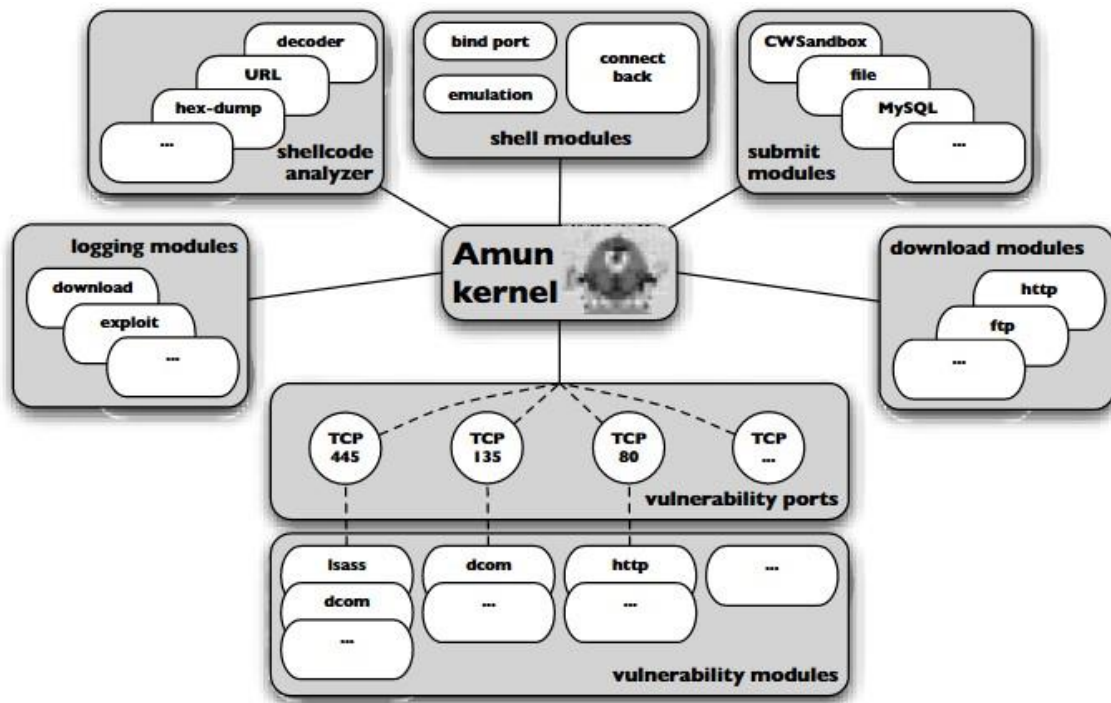 decoder
URL
hex-dump
...
shellcode
analyzer
bind port
emulation
connect
back
shell modules
CWSandbox
file
MySQL
...
submit
modules
logging modules
download
exploit
...
Amun
kernel
download modules
http
ftp
...
TCP
445
TCP
135
TCP
80
TCP
...
vulnerability ports
lsass
dcom
...
dcom
...
http
...
...
vulnerability modules